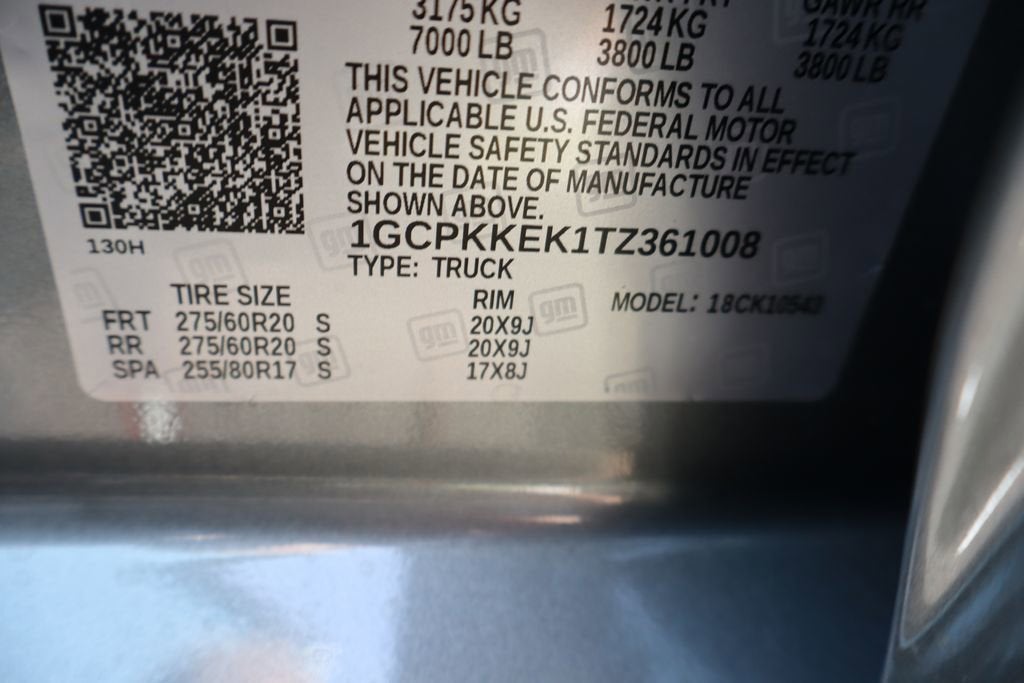 3175 KG 1724 KG 1724 KG
7000 LB 3800 LB 3800 LB
THIS VEHICLE CONFORMS TO ALL
APPLICABLE U.S. FEDERAL MOTOR
VEHICLE SAFETY STANDARDS IN EFFECT
ON THE DATE OF MANUFACTURE
SHOWN ABOVE.
1GCPKKEK1TZ361008
130H
TYPE: TRUCK
TIRE SIZE RIM MODEL: 18CK10543
FRT 275/60R20 S 20X9J
RR 275/60R20 S 20X9J
SPA 255/80R17 S 17X8J
gm gm